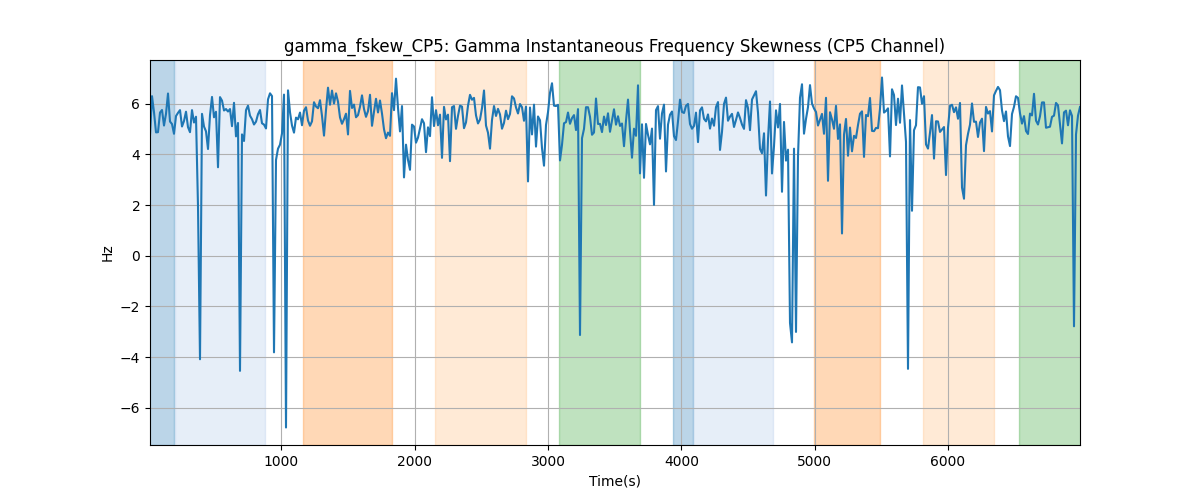 gamma_fskew_CP5: Gamma Instantaneous Frequency Skewness (CP5 Channel)
6
4
2
0
−2
−4
−6
Hz
1000 2000 3000 4000 5000 6000
Time(s)